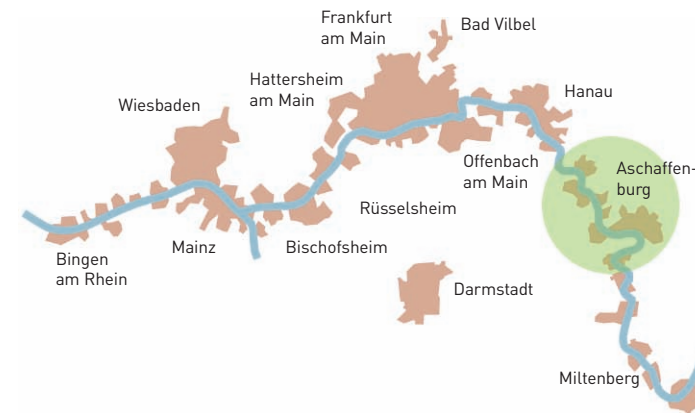 Frankfurt
am Main
Bad Vilbel
Hattersheim
am Main
Hanau
Wiesbaden
Offenbach
am Main
Aschaffen-
burg
Rüsselsheim
Mainz
Bischofsheim
Bingen
am Rhein
Darmstadt
Miltenberg